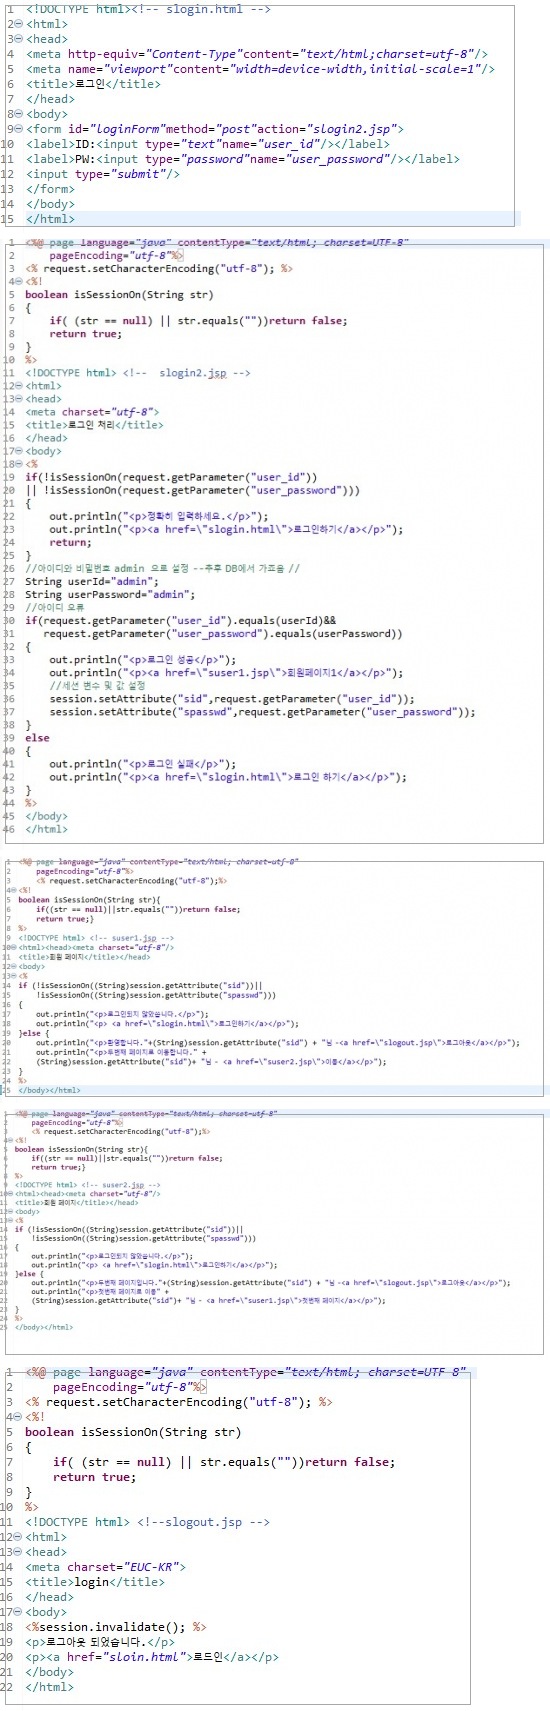 1 <!DOCTYPE html><!-- slogin.html -->
2 <html>
3 <head>
4 <meta http-equiv="Content-Type"content="text/html;charset=utf-8"/>
5 <meta name="viewport"content="width=device-width,initial-scale=1"/>
6 <title>로그인</title>
7 </head>
8 <body>
9 <form id="loginForm"method="post"action="slogin2.jsp">
10 <label>ID:<input type="text"name="user_id"/></label>
11 <label>PW:<input type="password"name="user_password"/></label>
12 <input type="submit"/>
13 </form>
14 </body>
15 </html>
1 <%@ page language="java" contentType="text/html; charset=UTF-8"
2 pageEncoding="utf-8"%>
3 <% request.setCharacterEncoding("utf-8"); %>
4 <%!
5 boolean isSessionOn(String str)
6 {
7 if( (str == null) || str.equals(""))return false;
8 return true;
9 }
10 %>
11 <!DOCTYPE html> <!-- slogin2.jsp -->
12 <html>
13 <head>
14 <meta charset="utf-8">
15 <title>로그인 처리</title>
16 </head>
17 <body>
18 <%
19 if(!isSessionOn(request.getParameter("user_id"))
20 || !isSessionOn(request.getParameter("user_password")))
21 {
22 out.println("<p>정확히 입력하세요.</p>");
23 out.println("<p><a href=\"slogin.html\">로그인하기</a></p>");
24 return;
25 }
26 //아이디와 비밀번호 admin 으로 설정 --추후 DB에서 가죠옴 //
27 String userId="admin";
28 String userPassword="admin";
29 //아이디 오류
30 if(request.getParameter("user_id").equals(userId)&&
31 request.getParameter("user_password").equals(userPassword))
32 {
33 out.println("<p>로그인 성공</p>");
34 out.println("<p><a href=\"suser1.jsp\">회원페이지1</a></p>");
35 //세션 변수 및 값 설정
36 session.setAttribute("sid",request.getParameter("user_id"));
37 session.setAttribute("spasswd",request.getParameter("user_password"));
38 }
39 else
40 {
41 out.println("<p>로그인 실패</p>");
42 out.println("<p><a href=\"slogin.html\">로그인 하기</a></p>");
43 }
44 %>
45 </body>
46 </html>
1 <%@ page language="java" contentType="text/html; charset=utf-8"
2 pageEncoding="utf-8"%>
3 <% request.setCharacterEncoding("utf-8");%>
4 <%!
5 boolean isSessionOn(String str){
6 if((str == null)||str.equals(""))return false;
7 return true;}
8 %>
9 <!DOCTYPE html> <!-- suser1.jsp -->
10 <html><head><meta charset="utf-8"/>
11 <title>회원 페이지</title></head>
12 <body>
13 <%
14 if (!isSessionOn((String)session.getAttribute("sid"))||
15 !isSessionOn((String)session.getAttribute("spasswd")))
16 {
17 out.println("<p>로그인되지 않았습니다.</p>");
18 out.println("<p> <a href=\"slogin.html\">로그인하기</a></p>");
19 }else {
20 out.println("<p>환영합니다."+(String)session.getAttribute("sid") + "님 -<a href=\"slogout.jsp\">로그아웃</a></p>");
21 out.println("<p>두번째 페이지로 이동합니다." +
22 (String)session.getAttribute("sid")+ "님 - <a href=\"suser2.jsp\">이동</a></p>");
23 }
24 %>
25 </body></html>
1 <%@ page language="java" contentType="text/html; charset=utf-8"
2 pageEncoding="utf-8"%>
3 <% request.setCharacterEncoding("utf-8");%>
4 <%!
5 boolean isSessionOn(String str){
6 if((str == null)||str.equals(""))return false;
7 return true;}
8 %>
9 <!DOCTYPE html> <!-- suser2.jsp -->
10 <html><head><meta charset="utf-8"/>
11 <title>회원 페이지</title></head>
12 <body>
13 <%
14 if (!isSessionOn((String)session.getAttribute("sid"))||
15 !isSessionOn((String)session.getAttribute("spasswd")))
16 {
17 out.println("<p>로그인되지 않았습니다.</p>");
18 out.println("<p> <a href=\"slogin.html\">로그인하기</a></p>");
19 }else {
20 out.println("<p>두번째 페이지입니다."+(String)session.getAttribute("sid") + "님 -<a href=\"slogout.jsp\">로그아웃</a></p>");
21 out.println("<p>첫번째 페이지로 이동" +
22 (String)session.getAttribute("sid")+ "님 - <a href=\"suser1.jsp\">첫번째 페이지</a></p>");
23 }
24 %>
25 </body></html>
1 <%@ page language="java" contentType="text/html; charset=UTF-8"
2 pageEncoding="utf-8"%>
3 <% request.setCharacterEncoding("utf-8"); %>
4 <%!
5 boolean isSessionOn(String str)
6 {
7 if( (str == null) || str.equals(""))return false;
8 return true;
9 }
10 %>
11 <!DOCTYPE html> <!--slogout.jsp -->
12 <html>
13 <head>
14 <meta charset="EUC-KR">
15 <title>login</title>
16 </head>
17 <body>
18 <%session.invalidate(); %>
19 <p>로그아웃 되었습니다.</p>
20 <p><a href="sloin.html">로드인</a></p>
21 </body>
22 </html>